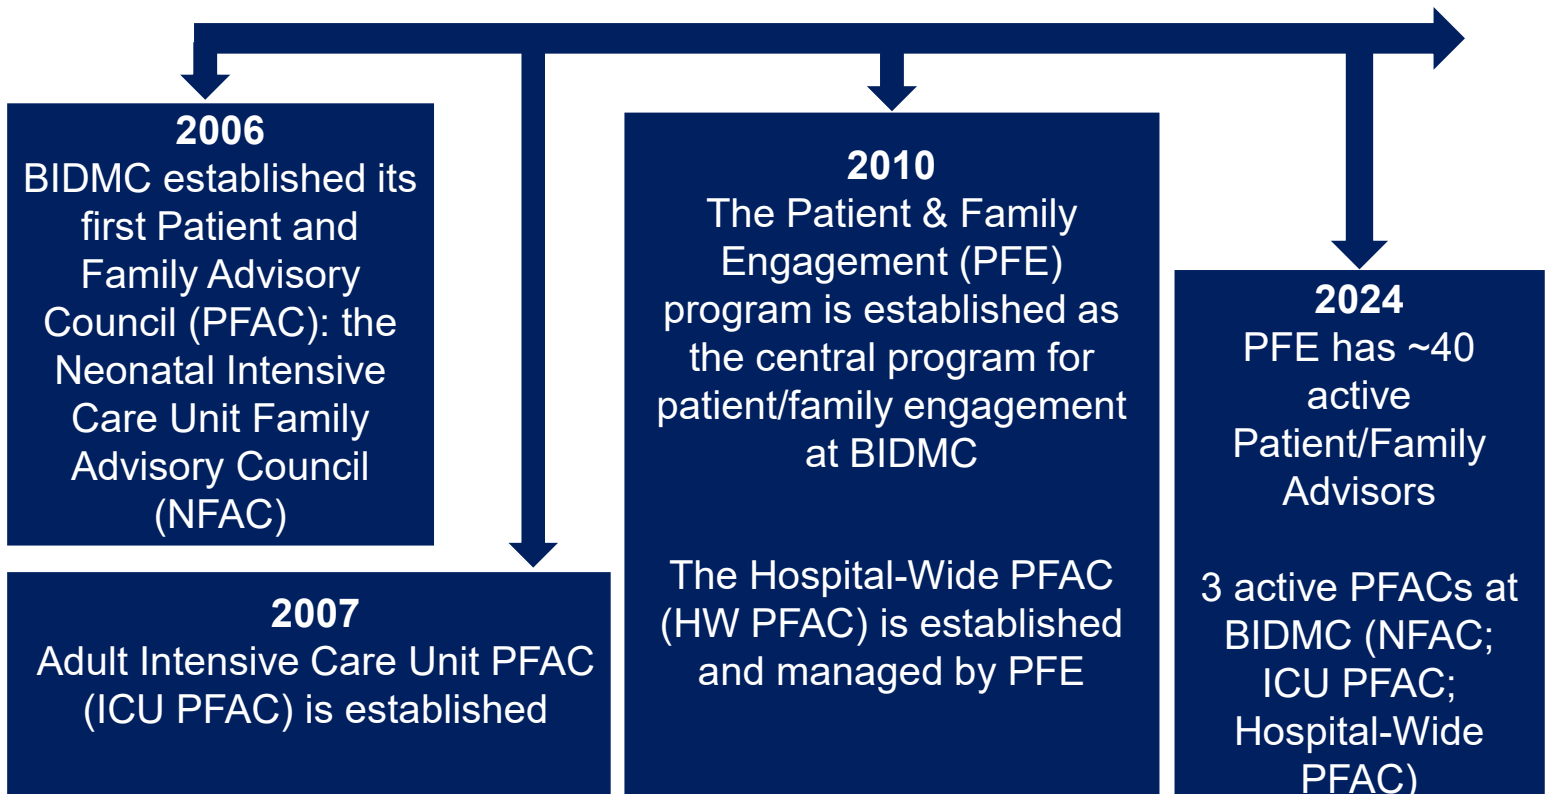 2006
BIDMC established its
first Patient and
Family Advisory
Council (PFAC): the
Neonatal Intensive
Care Unit Family
Advisory Council
(NFAC)
2007
Adult Intensive Care Unit PFAC
(ICU PFAC) is established
2010
The Patient & Family
Engagement (PFE)
program is established as
the central program for
patient/family engagement
at BIDMC
The Hospital-Wide PFAC
(HW PFAC) is established
and managed by PFE
2024
PFE has ~40
active
Patient/Family
Advisors
3 active PFACs at
BIDMC (NFAC;
ICU PFAC;
Hospital-Wide
PFAC)